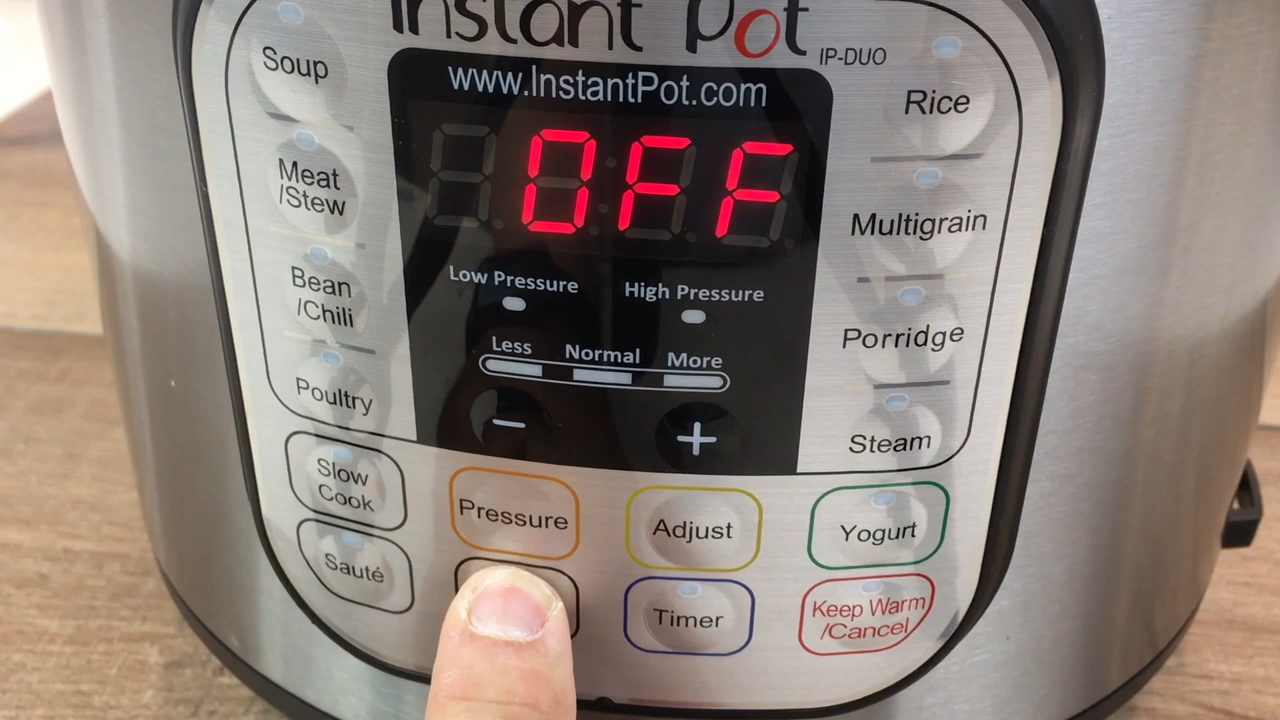 Instant Pot
IP-DUO
www.InstantPot.com
OFF
Low Pressure
High Pressure
Less
Normal
More
−
+
Soup
Meat
/Stew
Bean
/Chili
Poultry
Slow
Cook
Sauté
Rice
Multigrain
Porridge
Steam
Pressure
Adjust
Yogurt
Timer
Keep Warm
/Cancel